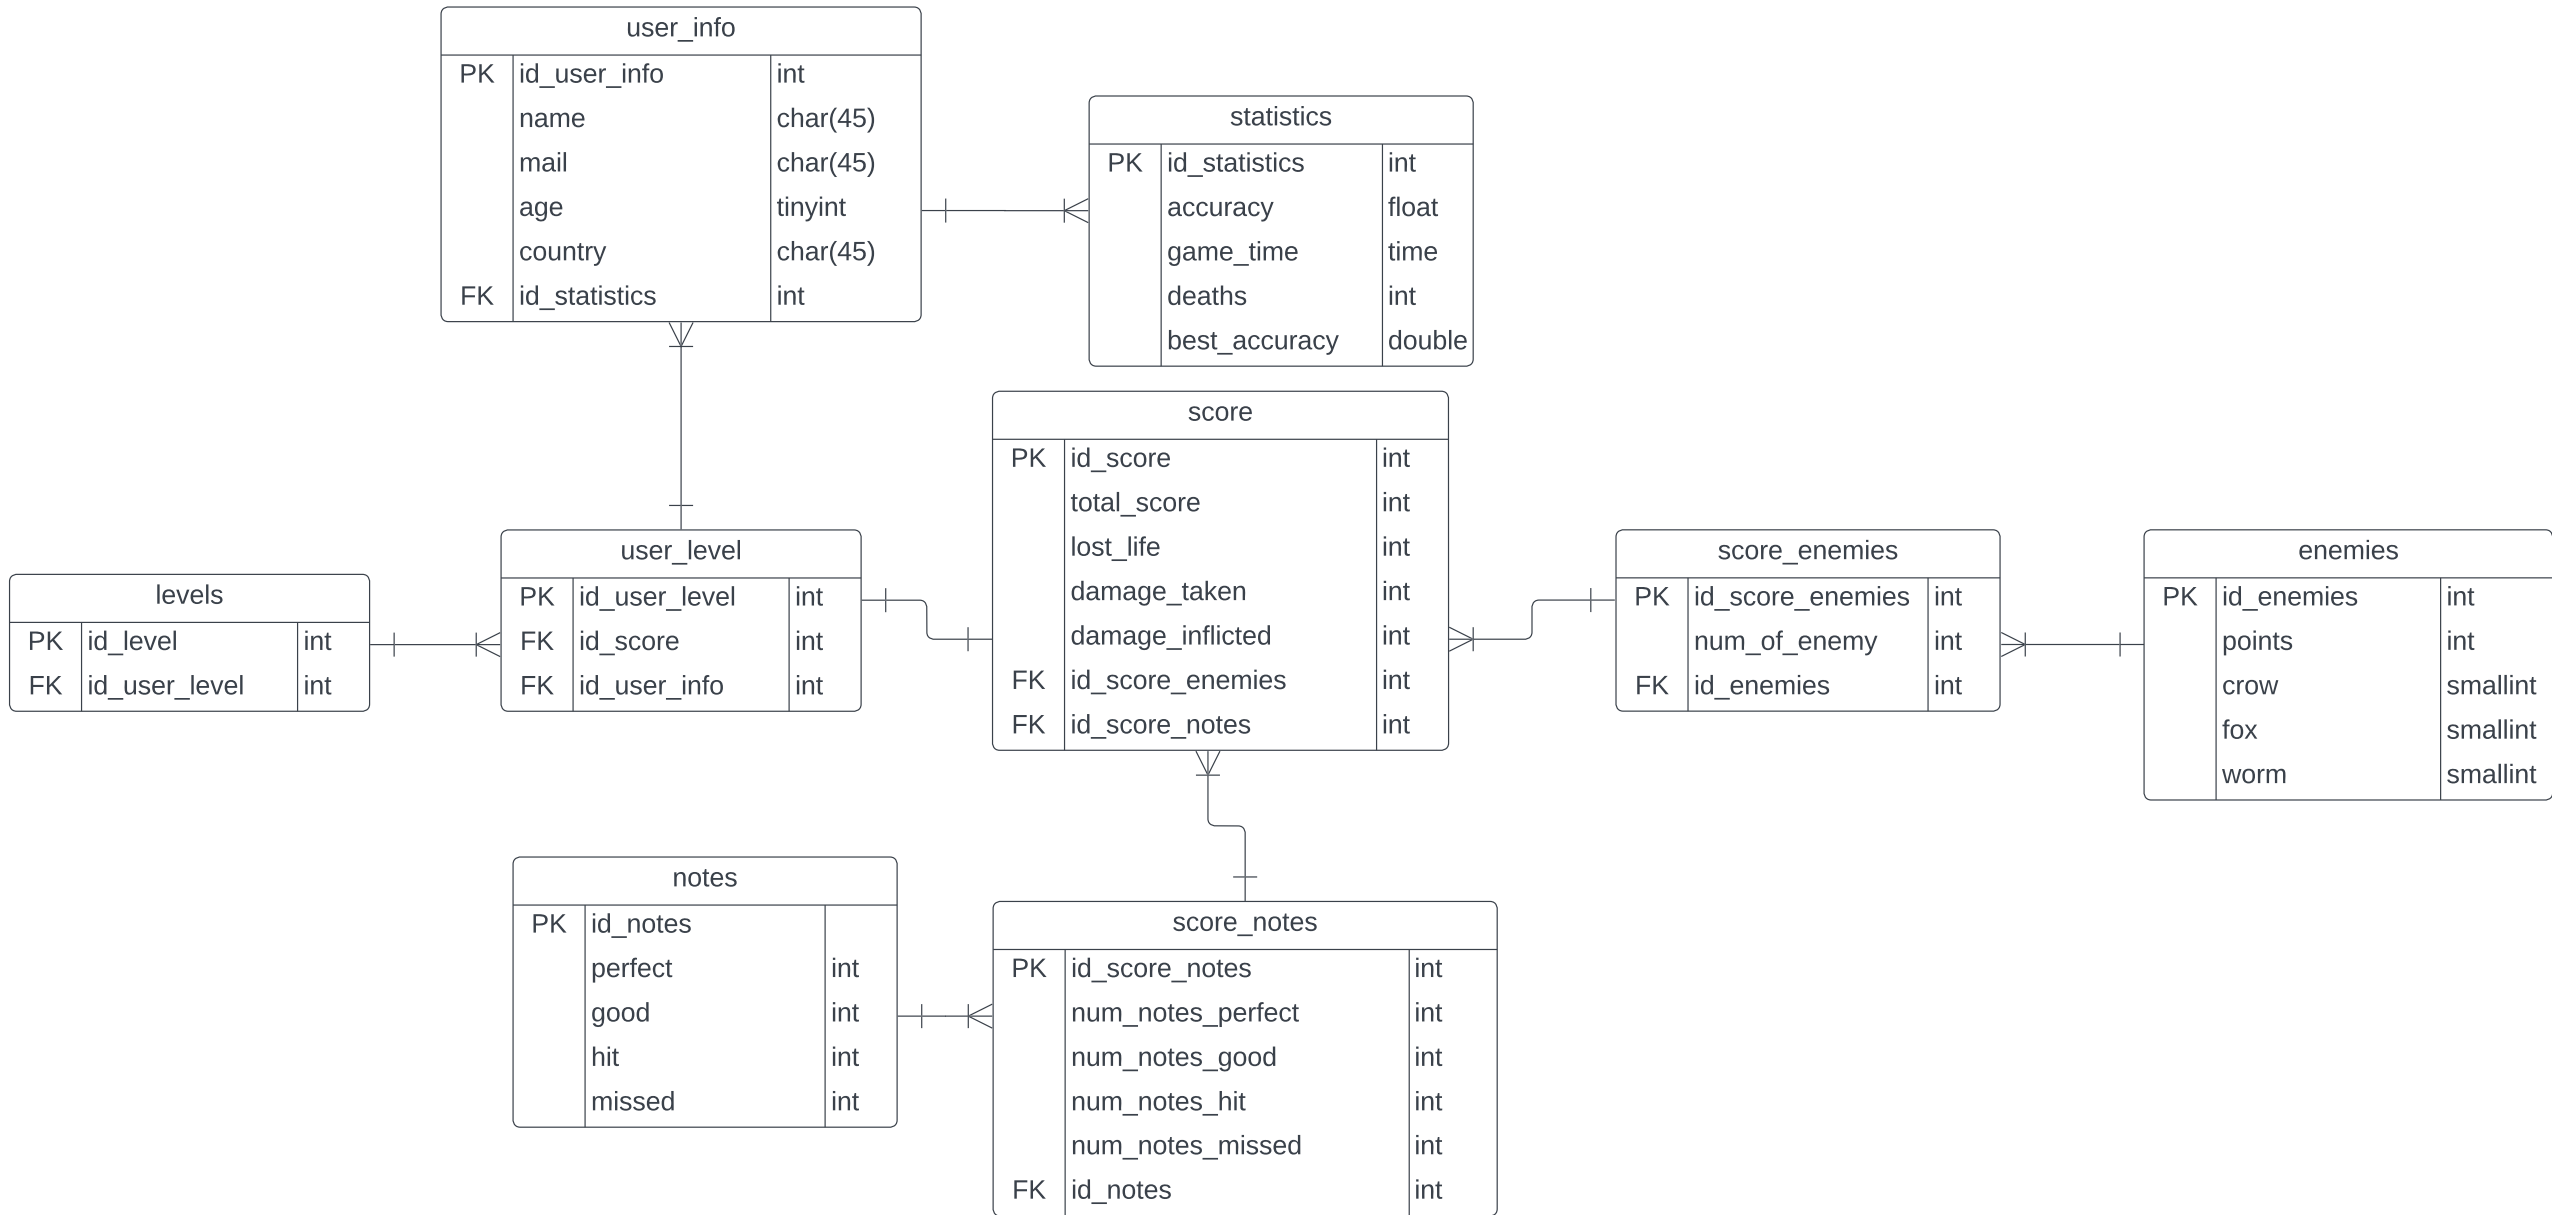 user_info
PK id_user_info int
name char(45)
mail char(45)
age tinyint
country char(45)
FK id_statistics int
statistics
PK id_statistics int
accuracy float
game_time time
deaths int
best_accuracy double
score
PK id_score int
total_score int
lost_life int
damage_taken int
damage_inflicted int
FK id_score_enemies int
FK id_score_notes int
user_level
PK id_user_level int
FK id_score int
FK id_user_info int
levels
PK id_level int
FK id_user_level int
score_enemies
PK id_score_enemies int
num_of_enemy int
FK id_enemies int
enemies
PK id_enemies int
points int
crow smallint
fox smallint
worm smallint
notes
PK id_notes
perfect int
good int
hit int
missed int
score_notes
PK id_score_notes int
num_notes_perfect int
num_notes_good int
num_notes_hit int
num_notes_missed int
FK id_notes int